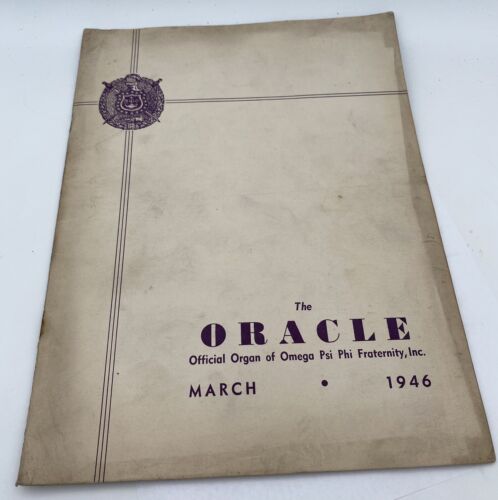 The
ORACLE
Official Organ of Omega Psi Phi Fraternity, Inc.
MARCH • 1946